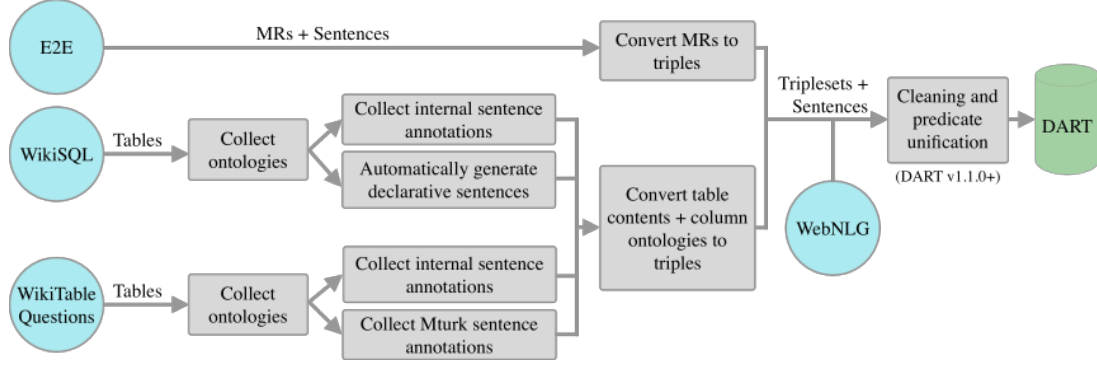 E2E
MRs + Sentences
Convert MRs to
triples
WikiSQL
Tables
Collect
ontologies
Collect internal sentence
annotations
Automatically generate
declarative sentences
WikiTable
Questions
Tables
Collect
ontologies
Collect internal sentence
annotations
Collect Mturk sentence
annotations
Convert table
contents + column
ontologies to
triples
Triplesets +
Sentences
WebNLG
Cleaning and
predicate
unification
(DART v1.1.0+)
DART